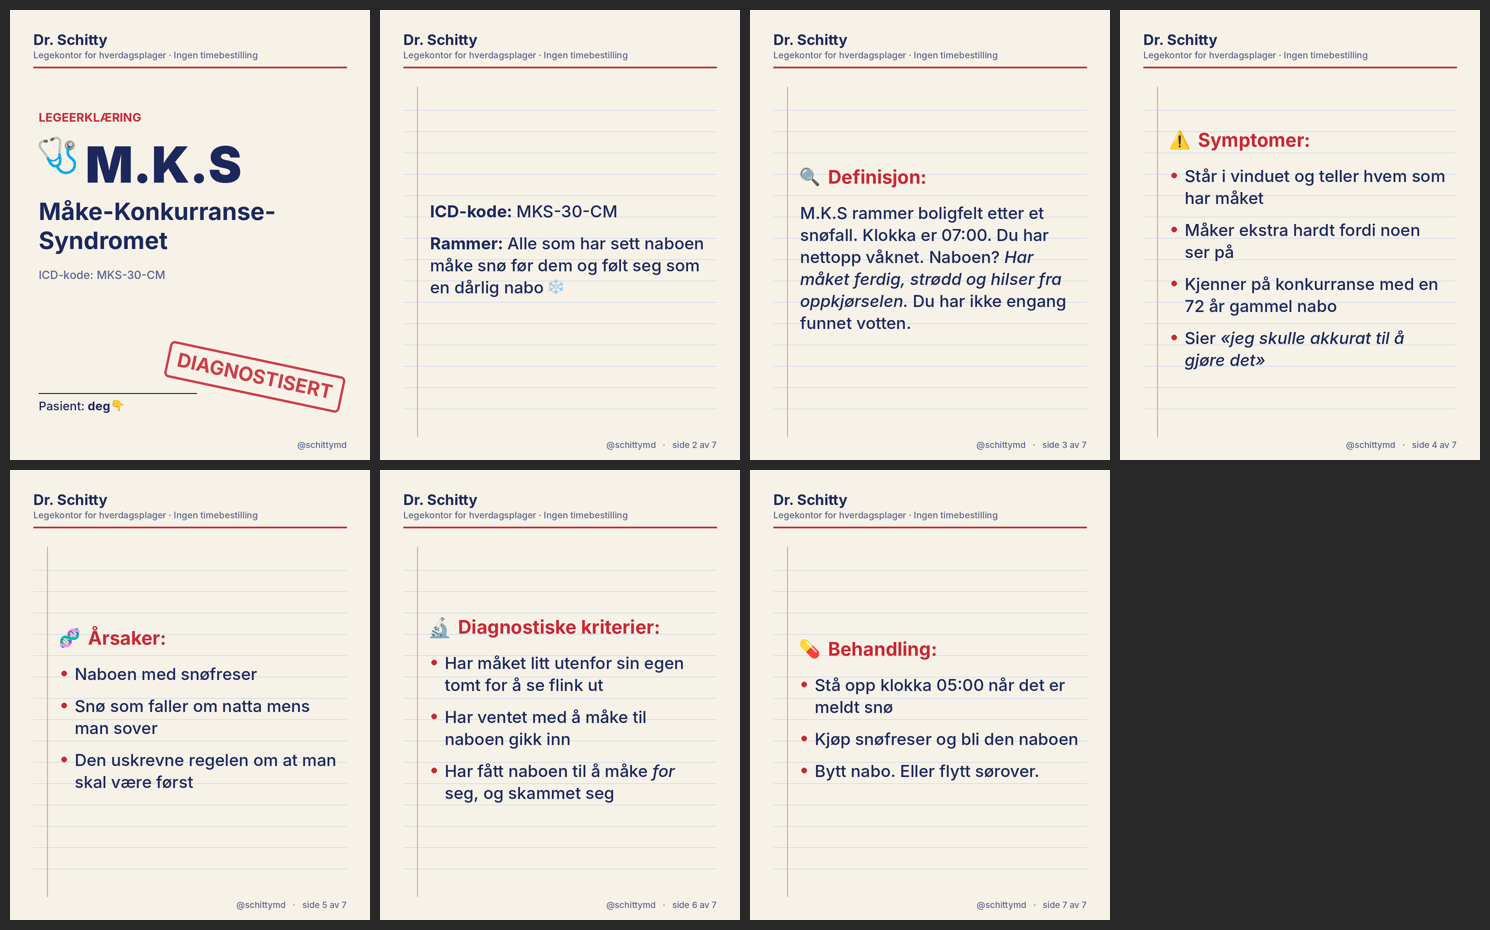 Dr. Schitty
Legekontor for hverdagsplager · Ingen timebestilling
LEGEERKLÆRING
🩺 M.K.S
Måke-Konkurranse-
Syndromet
ICD-kode: MKS-30-CM
DIAGNOSTISERT
Pasient: deg👇
@schittymd
Dr. Schitty
Legekontor for hverdagsplager · Ingen timebestilling
ICD-kode: MKS-30-CM
Rammer: Alle som har sett naboen
måke snø før dem og følt seg som
en dårlig nabo ❄️
@schittymd · side 2 av 7
Dr. Schitty
Legekontor for hverdagsplager · Ingen timebestilling
🔍 Definisjon:
M.K.S rammer boligfelt etter et
snøfall. Klokka er 07:00. Du har
nettopp våknet. Naboen? Har
måket ferdig, strødd og hilser fra
oppkjørselen. Du har ikke engang
funnet votten.
@schittymd · side 3 av 7
Dr. Schitty
Legekontor for hverdagsplager · Ingen timebestilling
⚠️ Symptomer:
• Står i vinduet og teller hvem som
har måket
• Måker ekstra hardt fordi noen
ser på
• Kjenner på konkurranse med en
72 år gammel nabo
• Sier «jeg skulle akkurat til å
gjøre det»
@schittymd · side 4 av 7
Dr. Schitty
Legekontor for hverdagsplager · Ingen timebestilling
🧬 Årsaker:
• Naboen med snøfreser
• Snø som faller om natta mens
man sover
• Den uskrevne regelen om at man
skal være først
@schittymd · side 5 av 7
Dr. Schitty
Legekontor for hverdagsplager · Ingen timebestilling
🔬 Diagnostiske kriterier:
• Har måket litt utenfor sin egen
tomt for å se flink ut
• Har ventet med å måke til
naboen gikk inn
• Har fått naboen til å måke for
seg, og skammet seg
@schittymd · side 6 av 7
Dr. Schitty
Legekontor for hverdagsplager · Ingen timebestilling
💊 Behandling:
• Stå opp klokka 05:00 når det er
meldt snø
• Kjøp snøfreser og bli den naboen
• Bytt nabo. Eller flytt sørover.
@schittymd · side 7 av 7